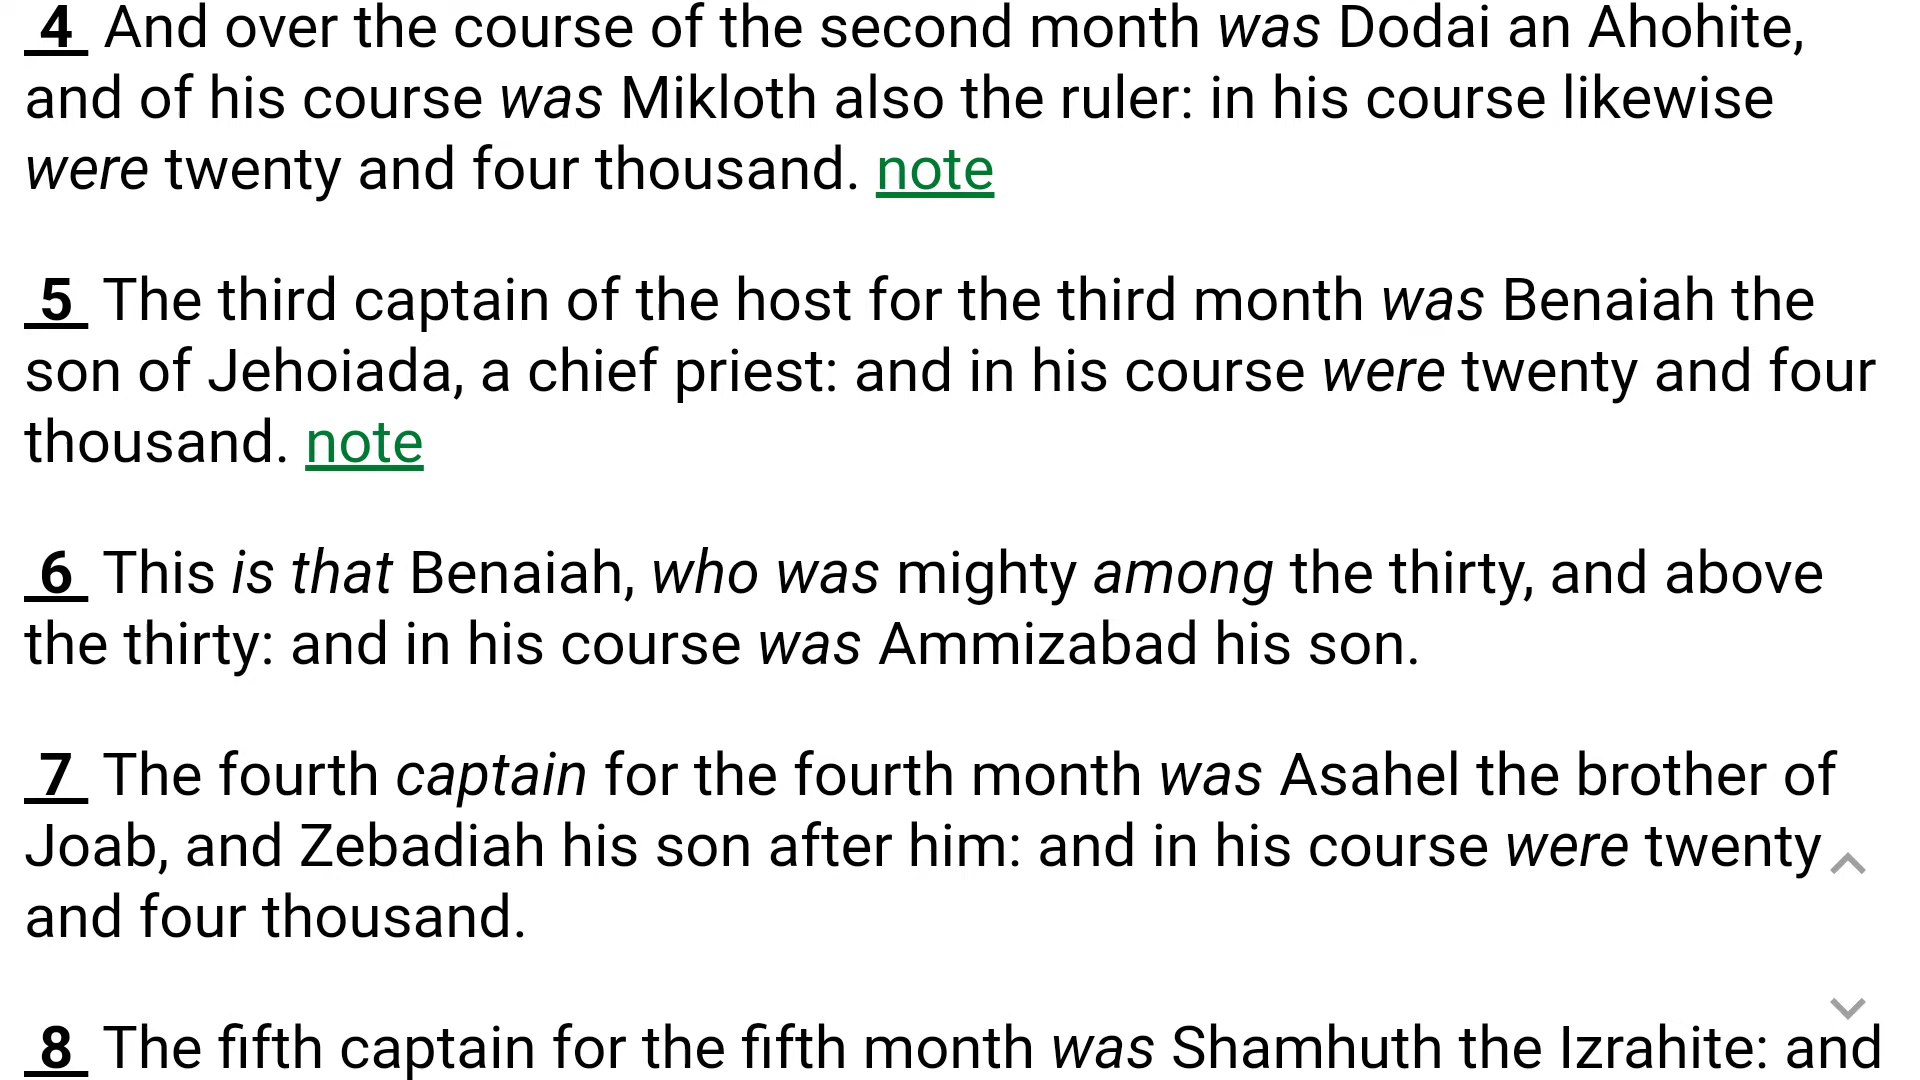 4 And over the course of the second month was Dodai an Ahohite,
and of his course was Mikloth also the ruler: in his course likewise
were twenty and four thousand. note
5 The third captain of the host for the third month was Benaiah the
son of Jehoiada, a chief priest: and in his course were twenty and four
thousand. note
6 This is that Benaiah, who was mighty among the thirty, and above
the thirty: and in his course was Ammizabad his son.
7 The fourth captain for the fourth month was Asahel the brother of
Joab, and Zebadiah his son after him: and in his course were twenty
and four thousand.
8 The fifth captain for the fifth month was Shamhuth the Izrahite: and